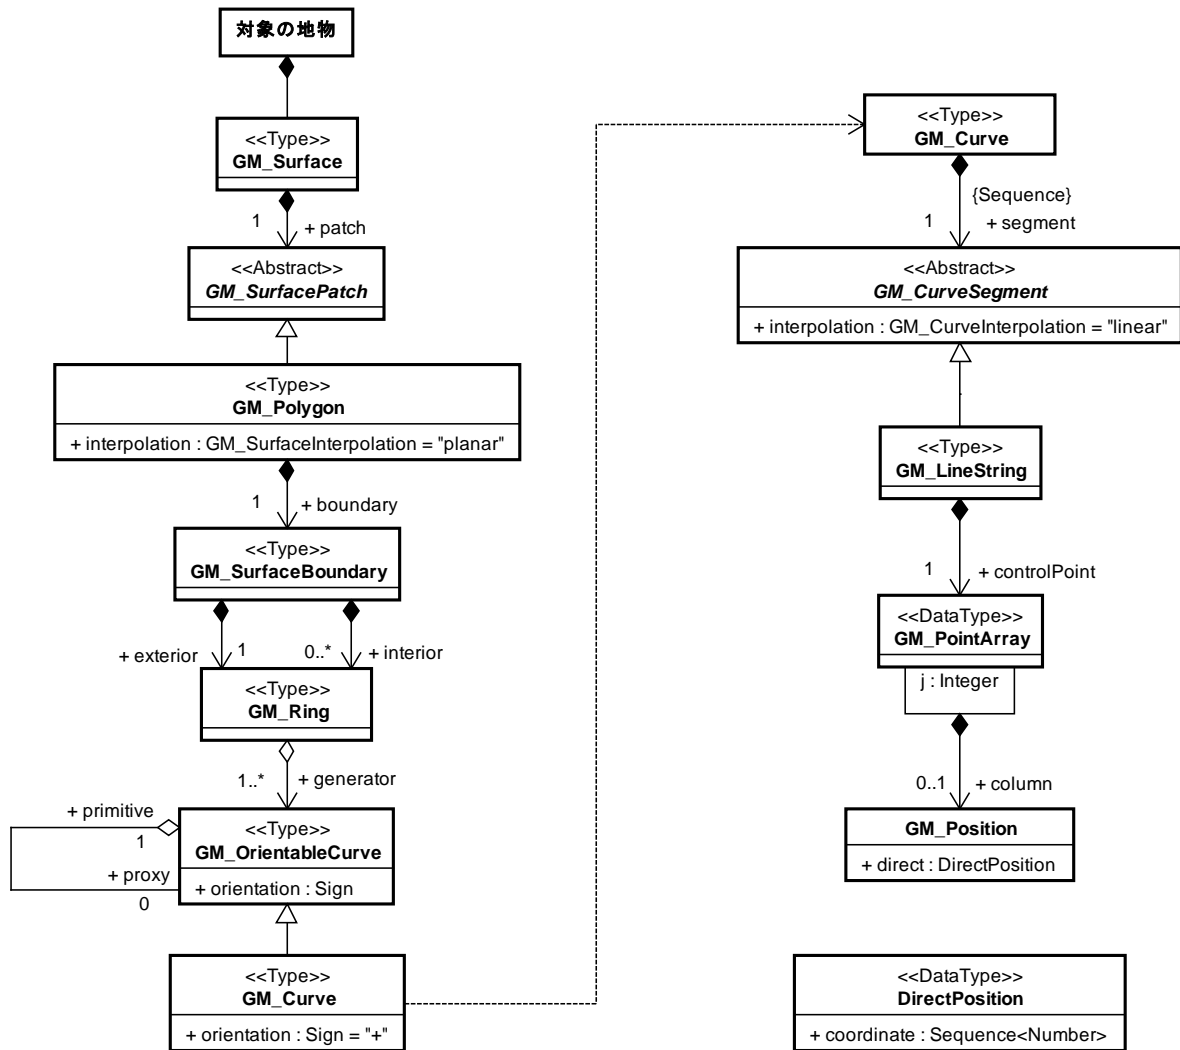 対象の地物
<<Type>>
GM_Surface
1
+ patch
<<Abstract>>
GM_SurfacePatch
<<Type>>
GM_Polygon
+ interpolation : GM_SurfaceInterpolation = "planar"
1
+ boundary
<<Type>>
GM_SurfaceBoundary
+ exterior
1
0..*
+ interior
<<Type>>
GM_Ring
1..*
+ generator
+ primitive
1
+ proxy
0
<<Type>>
GM_OrientableCurve
+ orientation : Sign
<<Type>>
GM_Curve
+ orientation : Sign = "+"
<<Type>>
GM_Curve
{Sequence}
1
+ segment
<<Abstract>>
GM_CurveSegment
+ interpolation : GM_CurveInterpolation = "linear"
<<Type>>
GM_LineString
1
+ controlPoint
<<DataType>>
GM_PointArray
j : Integer
0..1
+ column
GM_Position
+ direct : DirectPosition
<<DataType>>
DirectPosition
+ coordinate : Sequence<Number>